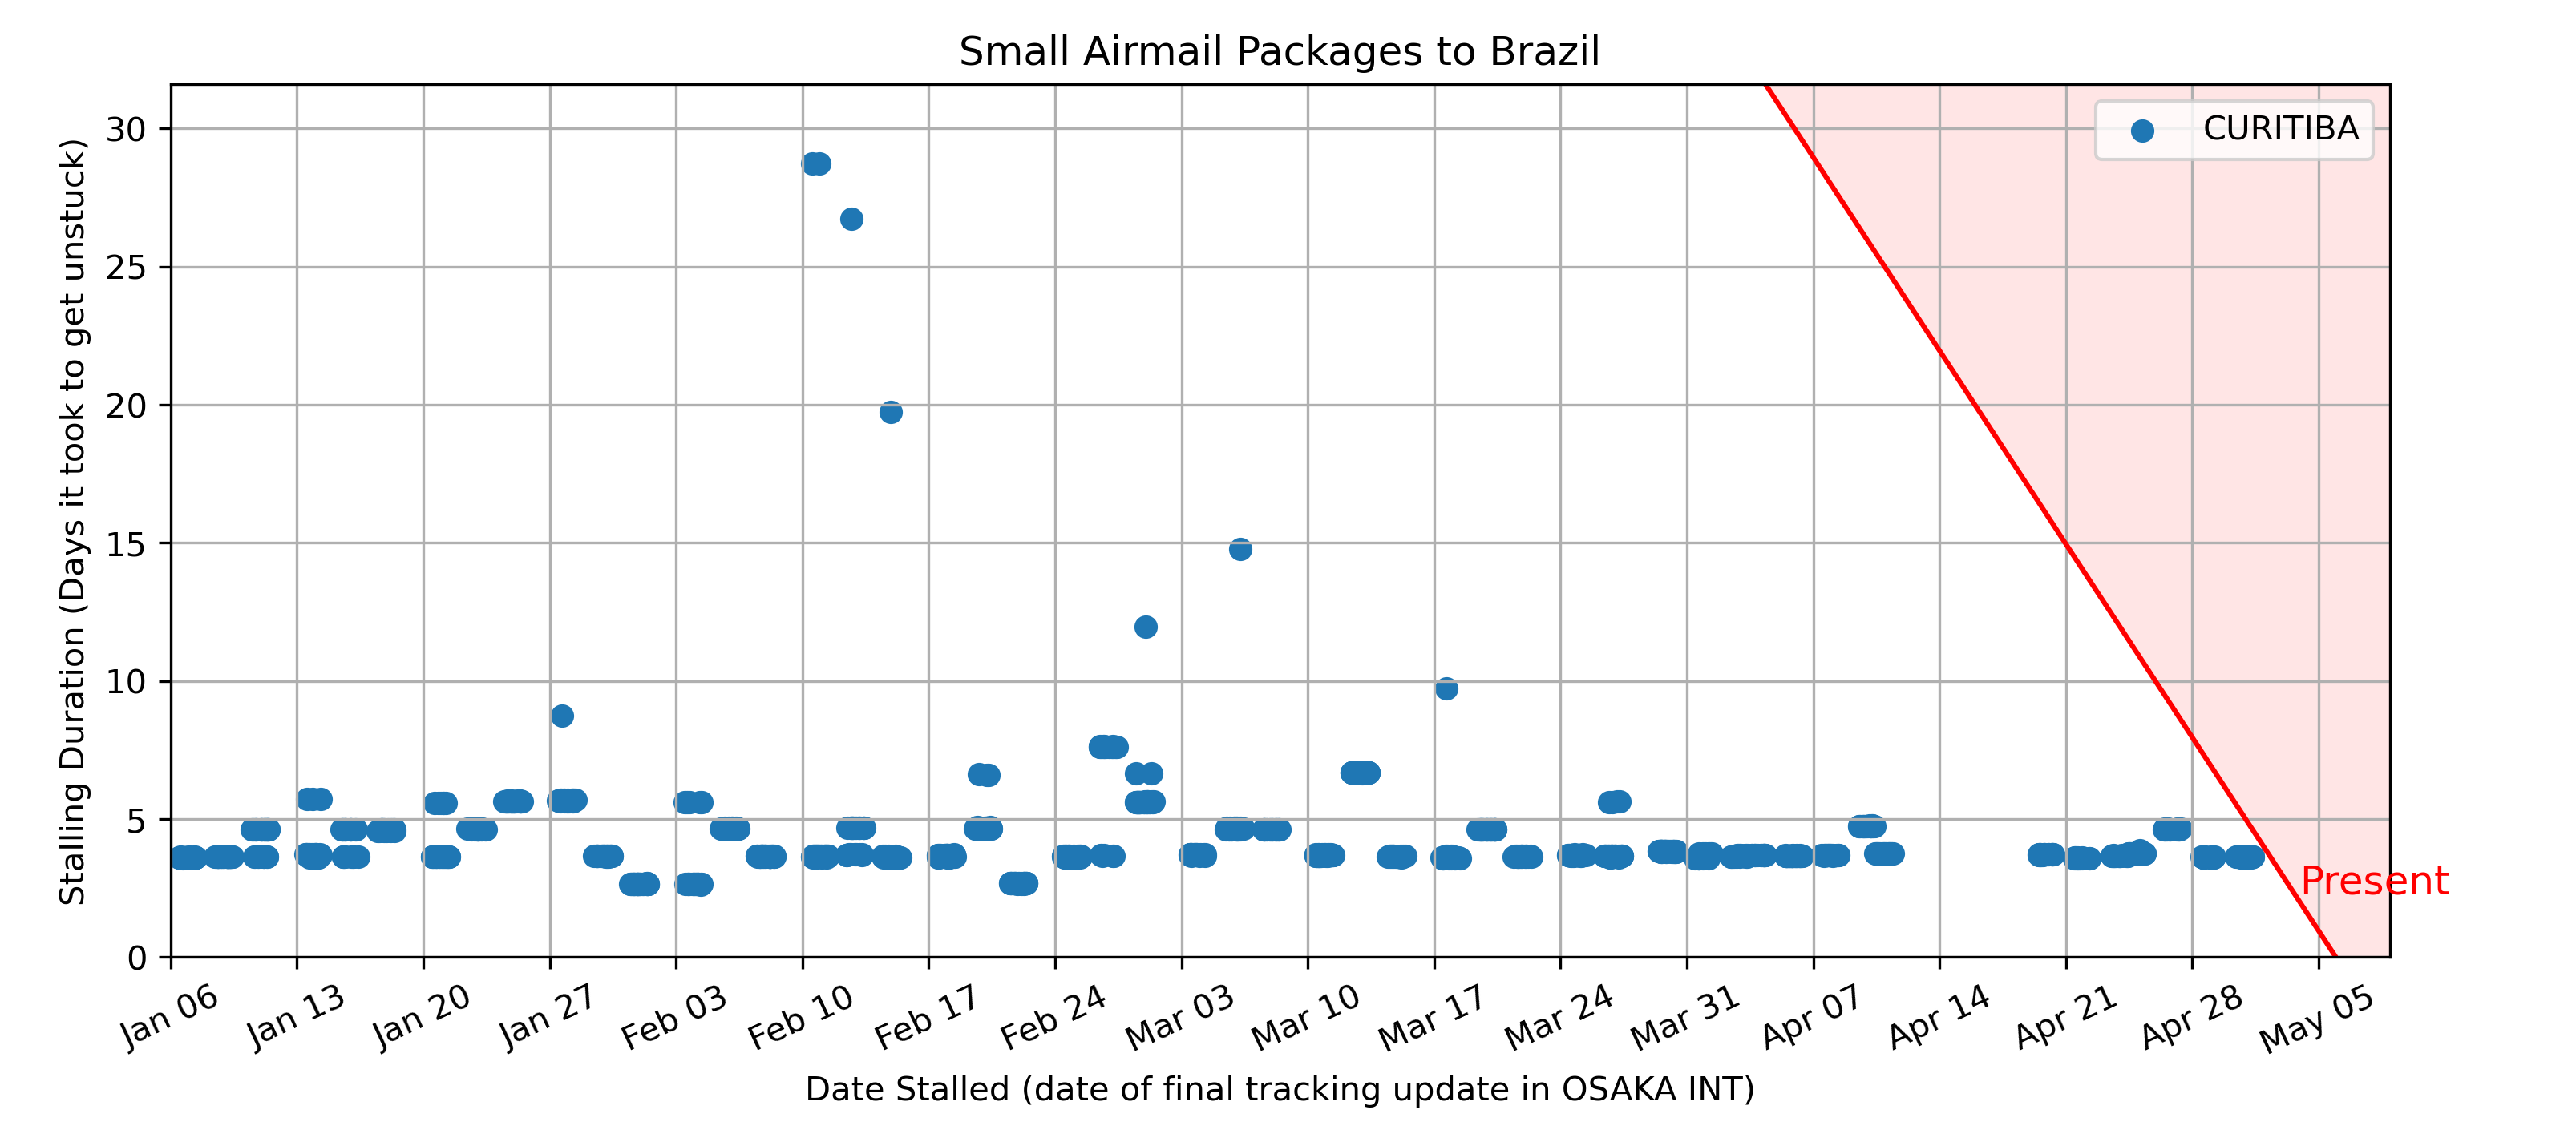 Small Airmail Packages to Brazil
Stalling Duration (Days it took to get unstuck)
30
25
20
15
10
5
0
CURITIBA
Present
Jan 06 Jan 13 Jan 20 Jan 27 Feb 03 Feb 10 Feb 17 Feb 24 Mar 03 Mar 10 Mar 17 Mar 24 Mar 31 Apr 07 Apr 14 Apr 21 Apr 28 May 05
Date Stalled (date of final tracking update in OSAKA INT)